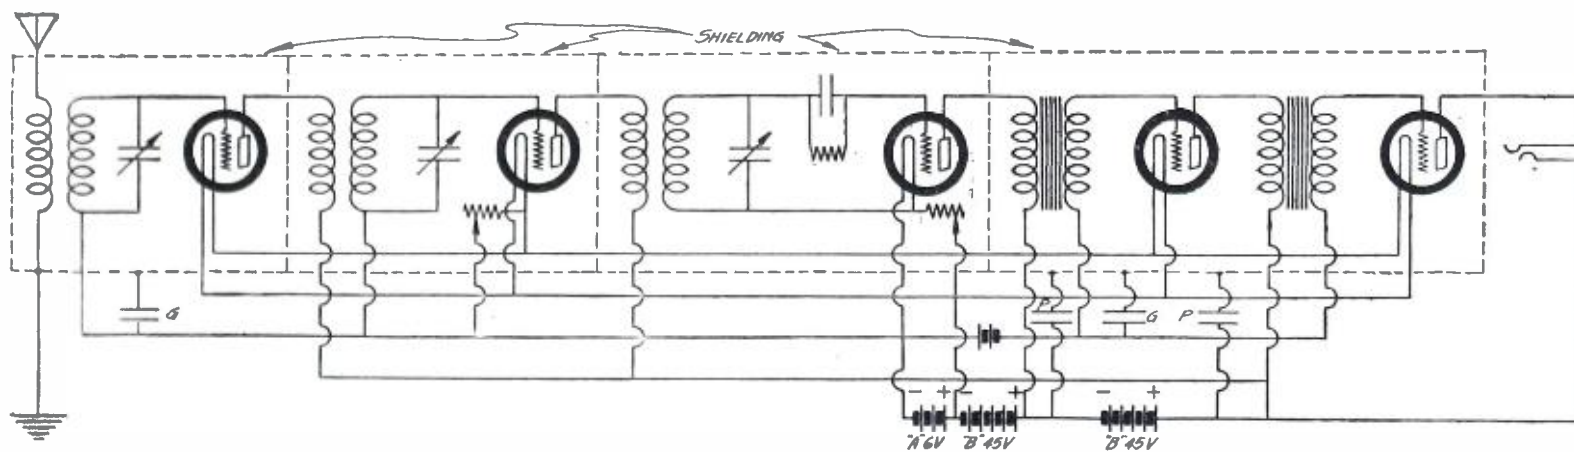 SHIELDING
G
P
G
P
- + - + - +
"A" 6V "B" 45V "B" 45V